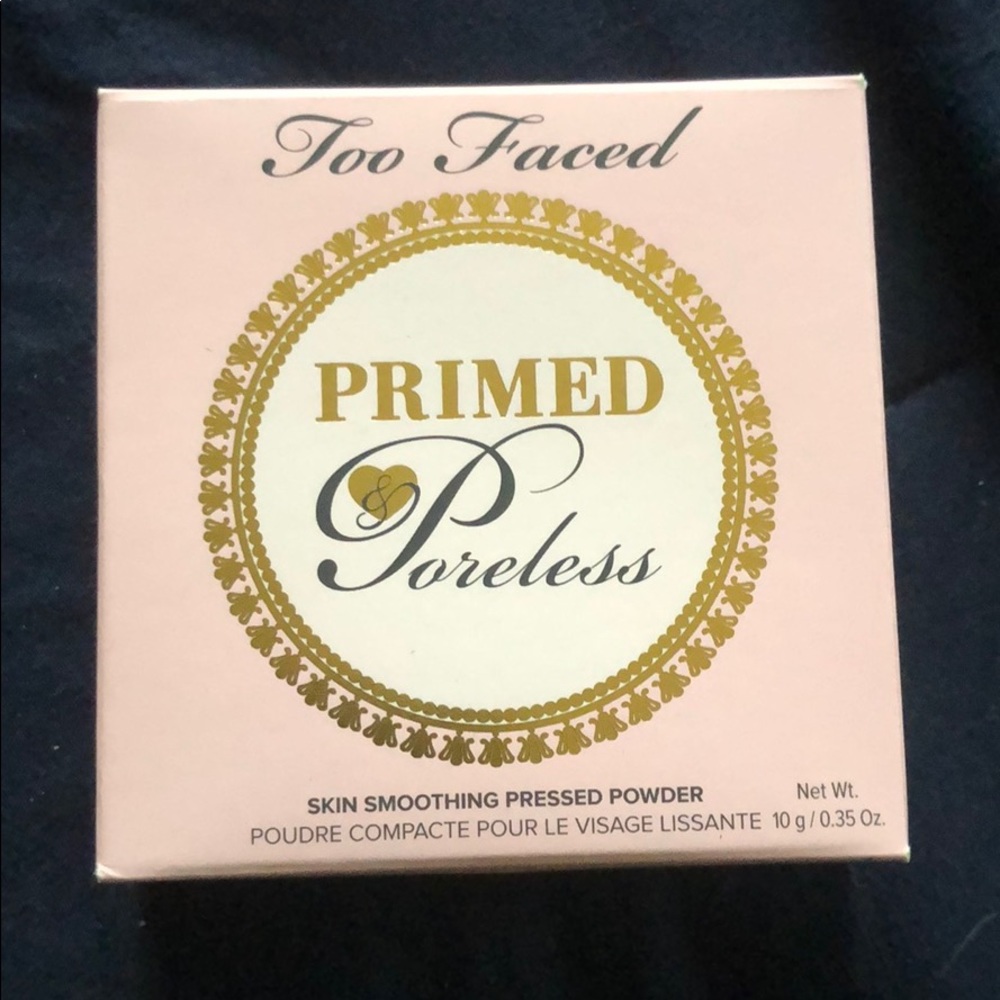 Too Faced
PRIMED
& Poreless
SKIN SMOOTHING PRESSED POWDER
POUDRE COMPACTE POUR LE VISAGE LISSANTE
Net Wt.
10 g / 0.35 Oz.